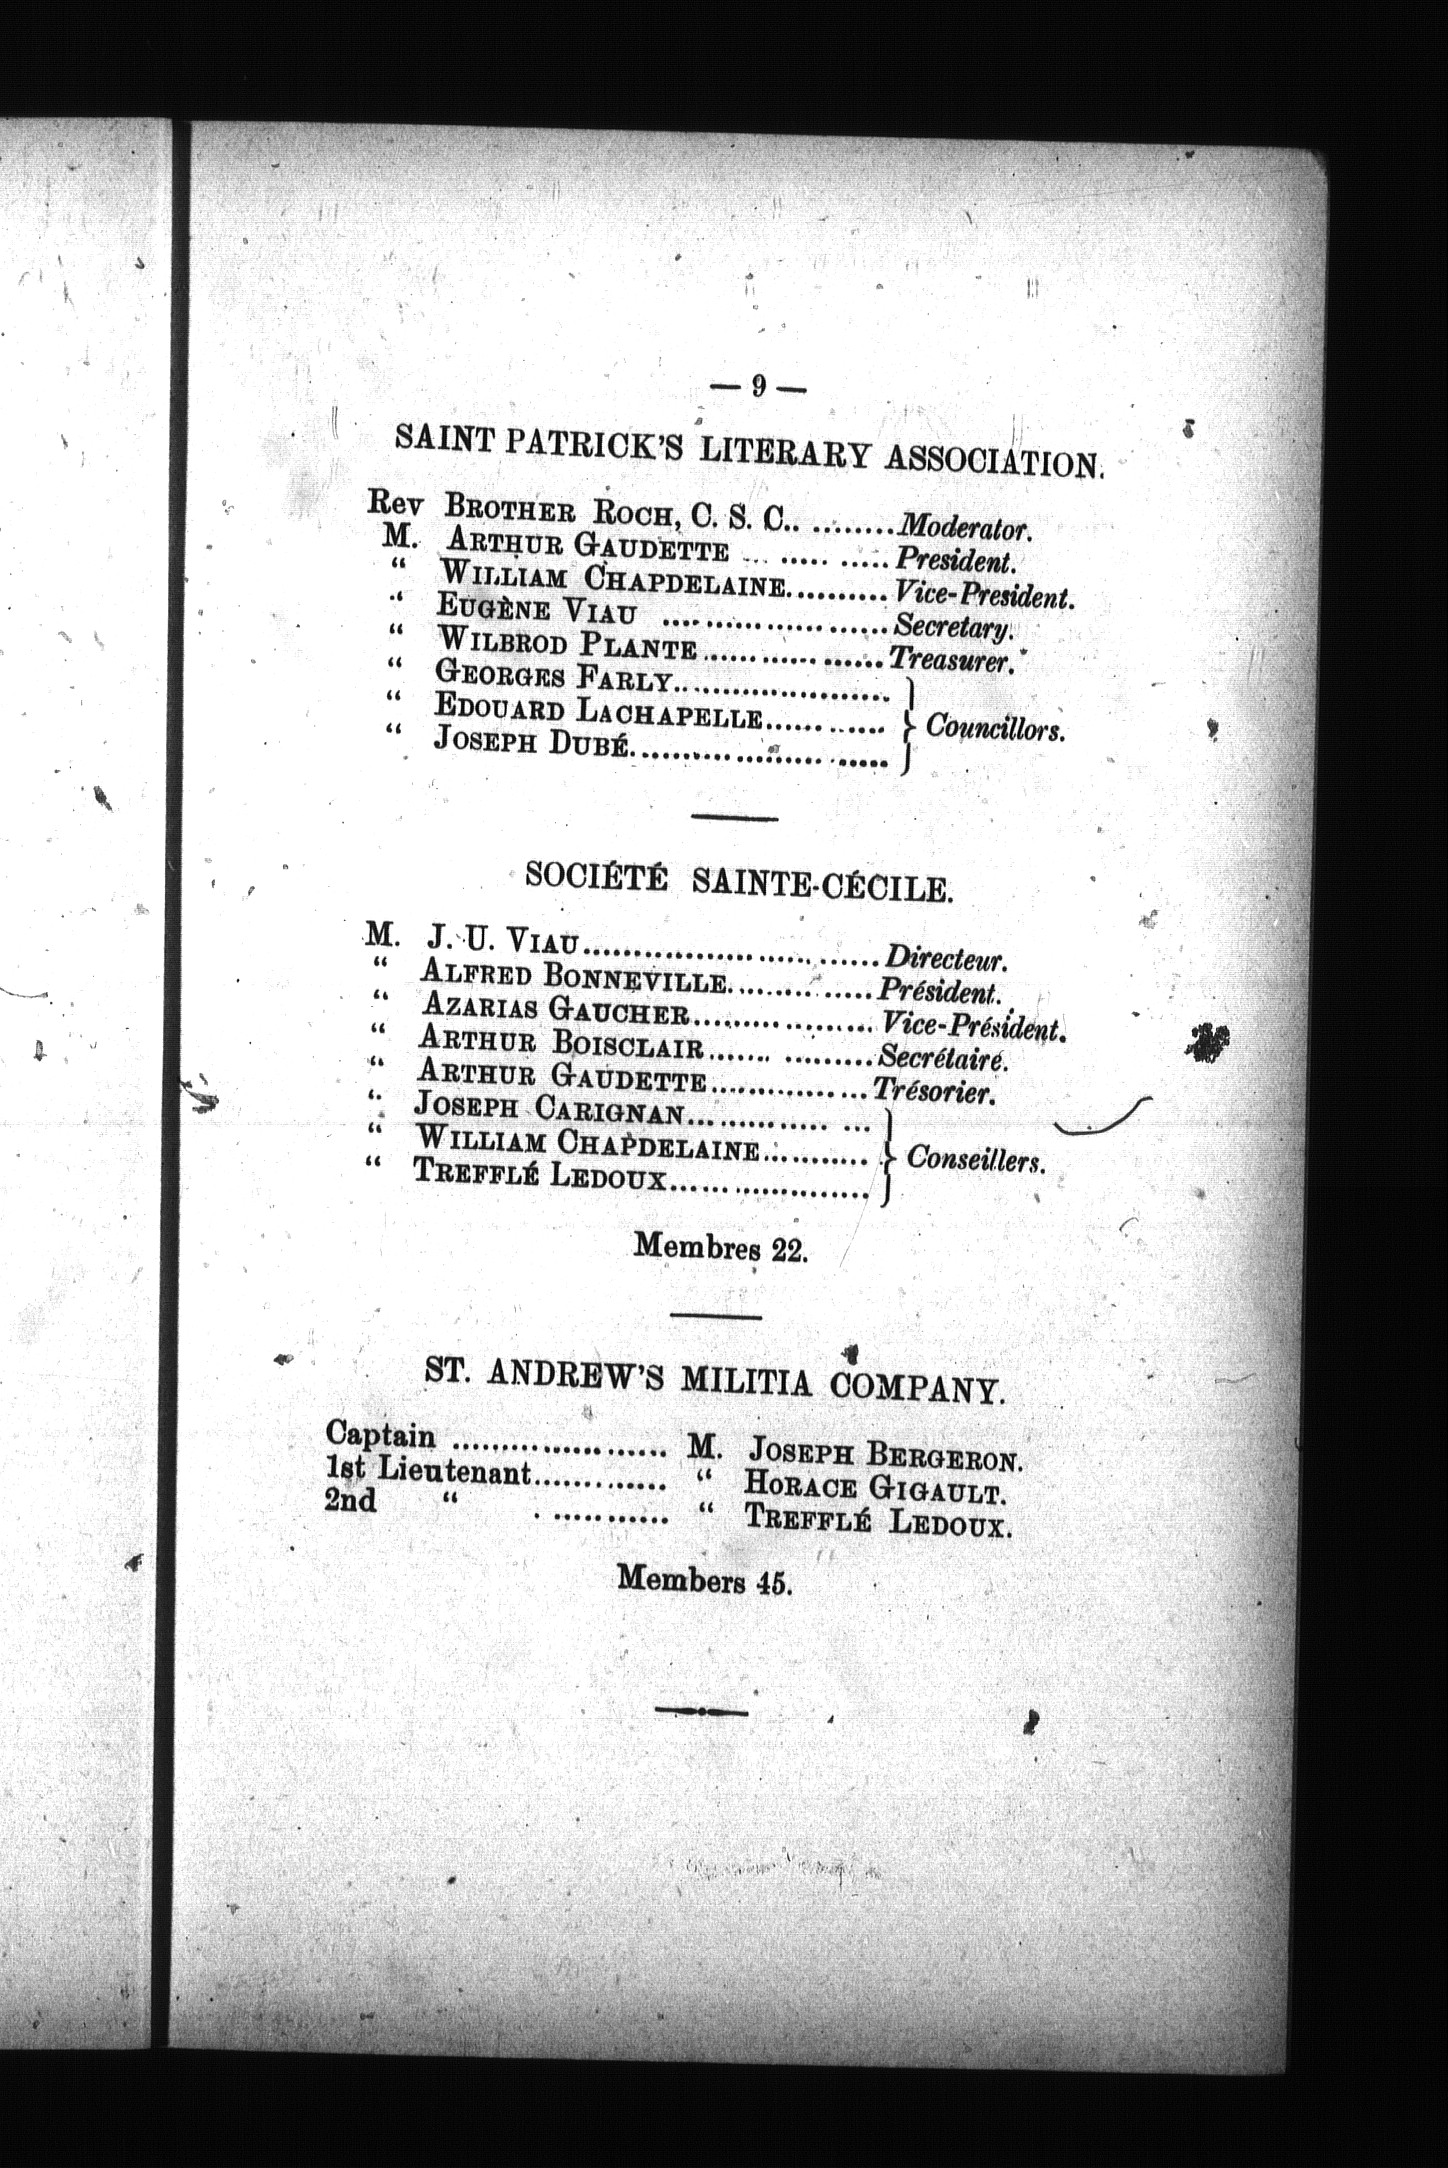 — 9 —
SAINT PATRICK'S LITERARY ASSOCIATION.
Rev BROTHER ROCH, C. S. C.. ........ Moderator.
M. ARTHUR GAUDETTE ... ..... ..... President.
“ WILLIAM CHAPDELAINE.......... Vice-President.
“ EUGÈNE VIAU ........................ Secretary.
“ WILBROD PLANTE .................. Treasurer.
“ GEORGES FARLY........................ }
“ EDOUARD LACHAPELLE............ } Councillors.
“ JOSEPH DUBÉ.......................... }
SOCIÉTÉ SAINTE-CÉCILE.
M. J. U. VIAU.............................. Directeur.
“ ALFRED BONNEVILLE............... Président.
“ AZARIAS GAUCHER................... Vice-Président.
“ ARTHUR BOISCLAIR....... ......... Secrétaire.
“ ARTHUR GAUDETTE................ Trésorier.
“ JOSEPH CARIGNAN............... ... }
“ WILLIAM CHAPDELAINE........... } Conseillers.
“ TREFFLÉ LEDOUX..................... }
Membres 22.
ST. ANDREW'S MILITIA COMPANY.
Captain ...................... M. JOSEPH BERGERON.
1st Lieutenant............. “ HORACE GIGAULT.
2nd “ . ............ “ TREFFLÉ LEDOUX.
Members 45.